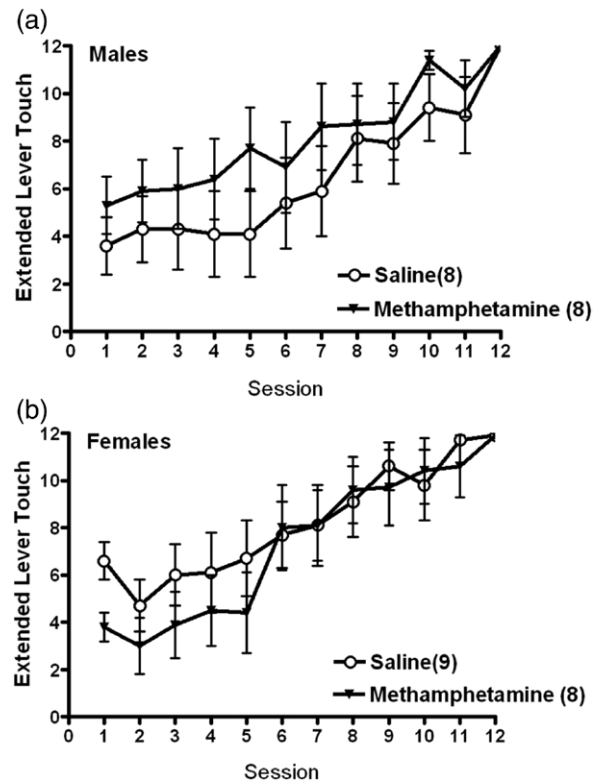 (a)
Males
Extended Lever Touch
12
10
8
6
4
2
0
0 1 2 3 4 5 6 7 8 9 10 11 12
Saline(8)
Methamphetamine (8)
Session
(b)
Females
Extended Lever Touch
12
10
8
6
4
2
0
0 1 2 3 4 5 6 7 8 9 10 11 12
Saline(9)
Methamphetamine (8)
Session